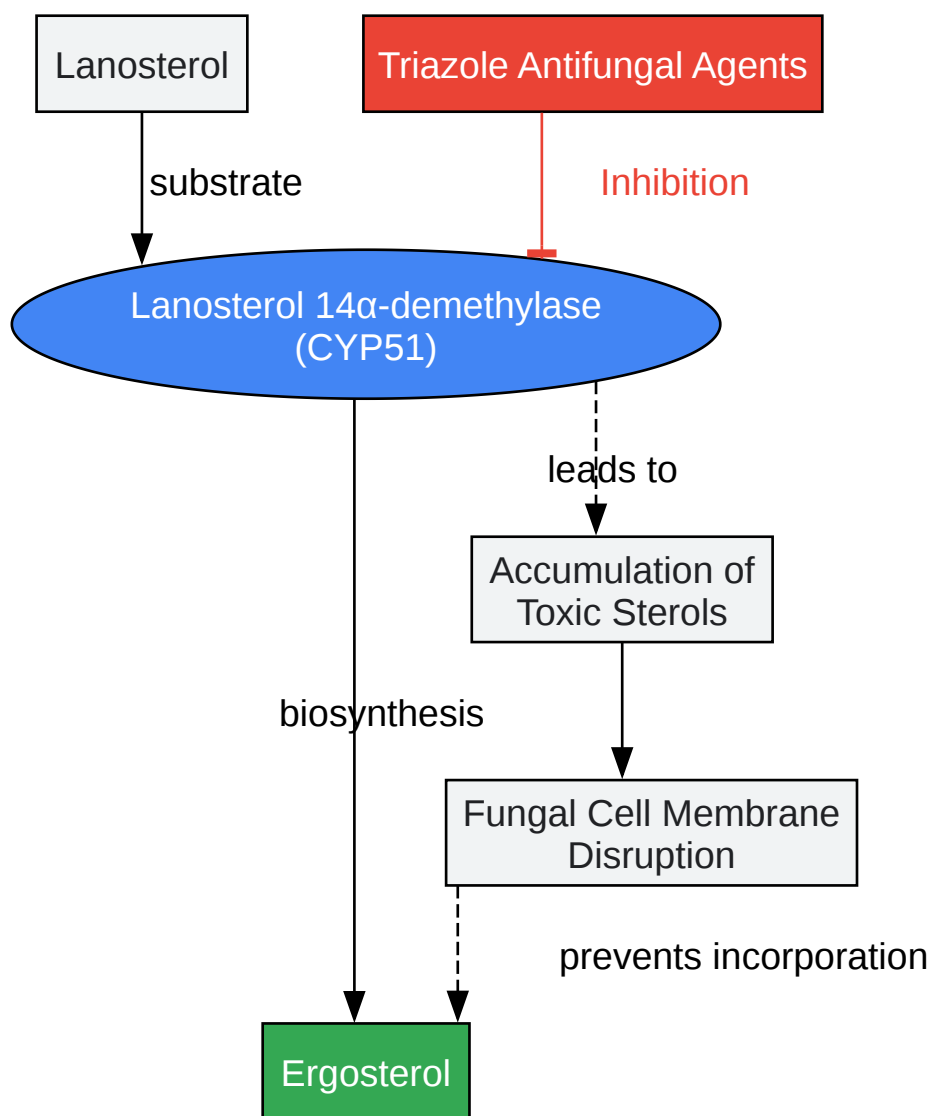 Lanosterol
Triazole Antifungal Agents
substrate
Inhibition
Lanosterol 14α-demethylase
(CYP51)
leads to
Accumulation of
Toxic Sterols
biosynthesis
Fungal Cell Membrane
Disruption
prevents incorporation
Ergosterol